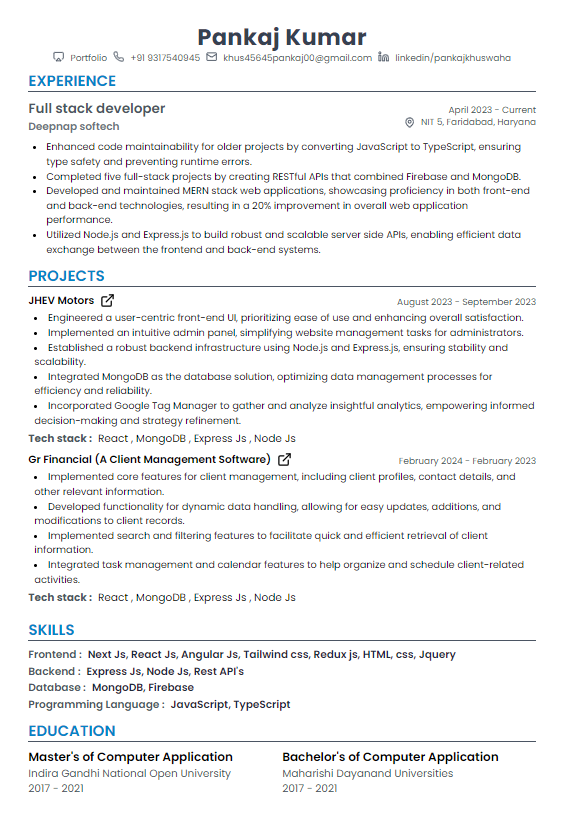 Pankaj Kumar
Portfolio +91 9317540945 khus45645pankaj00@gmail.com linkedin/pankajkhuswaha
EXPERIENCE
Full stack developer April 2023 - Current
Deepnap softech NIT 5, Faridabad, Haryana
• Enhanced code maintainability for older projects by converting JavaScript to TypeScript, ensuring
type safety and preventing runtime errors.
• Completed five full-stack projects by creating RESTful APIs that combined Firebase and MongoDB.
• Developed and maintained MERN stack web applications, showcasing proficiency in both front-end
and back-end technologies, resulting in a 20% improvement in overall web application
performance.
• Utilized Node.js and Express.js to build robust and scalable server side APIs, enabling efficient data
exchange between the frontend and back-end systems.
PROJECTS
JHEV Motors August 2023 - September 2023
• Engineered a user-centric front-end UI, prioritizing ease of use and enhancing overall satisfaction.
• Implemented an intuitive admin panel, simplifying website management tasks for administrators.
• Established a robust backend infrastructure using Node.js and Express.js, ensuring stability and
scalability.
• Integrated MongoDB as the database solution, optimizing data management processes for
efficiency and reliability.
• Incorporated Google Tag Manager to gather and analyze insightful analytics, empowering informed
decision-making and strategy refinement.
Tech stack : React , MongoDB , Express Js , Node Js
Gr Financial (A Client Management Software) February 2024 - February 2023
• Implemented core features for client management, including client profiles, contact details, and
other relevant information.
• Developed functionality for dynamic data handling, allowing for easy updates, additions, and
modifications to client records.
• Implemented search and filtering features to facilitate quick and efficient retrieval of client
information.
• Integrated task management and calendar features to help organize and schedule client-related
activities.
Tech stack : React , MongoDB , Express Js , Node Js
SKILLS
Frontend : Next Js, React Js, Angular Js, Tailwind css, Redux js, HTML, css, Jquery
Backend : Express Js, Node Js, Rest API's
Database : MongoDB, Firebase
Programming Language : JavaScript, TypeScript
EDUCATION
Master's of Computer Application Bachelor's of Computer Application
Indira Gandhi National Open University Maharishi Dayanand Universities
2017 - 2021 2017 - 2021